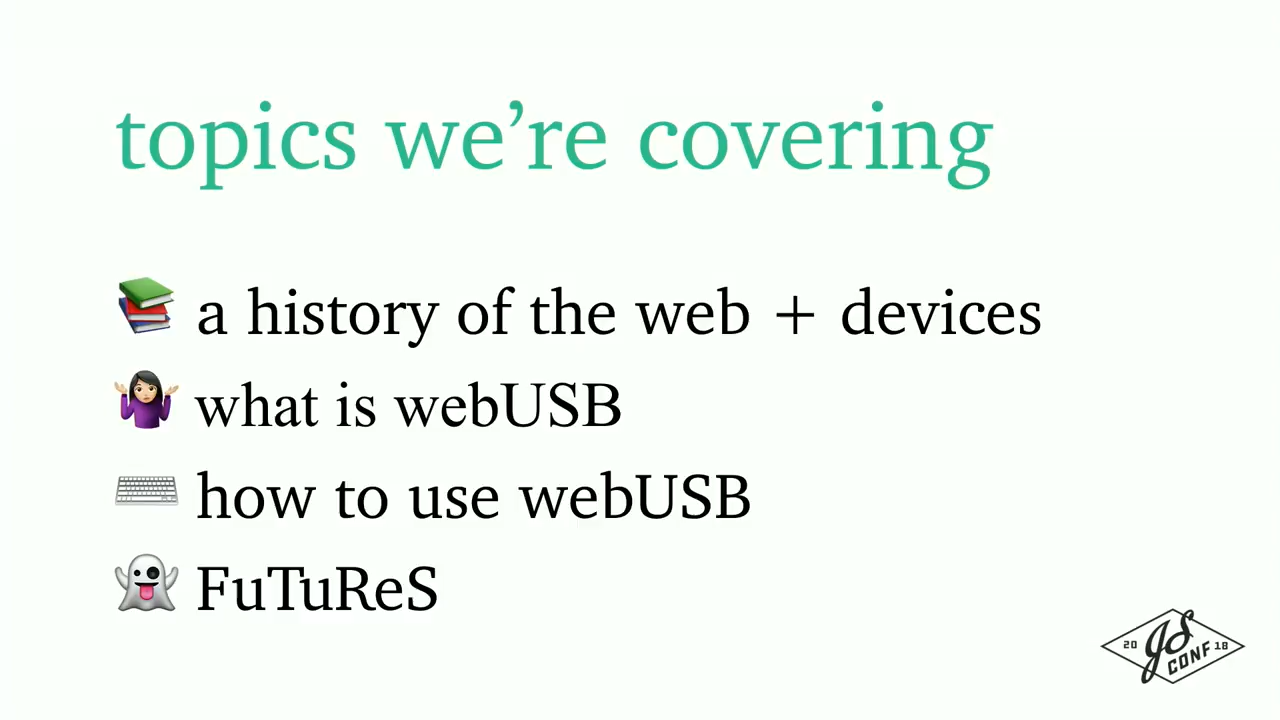 topics we’re covering
a history of the web + devices
what is webUSB
how to use webUSB
FuTuReS
20 JS CONF 18